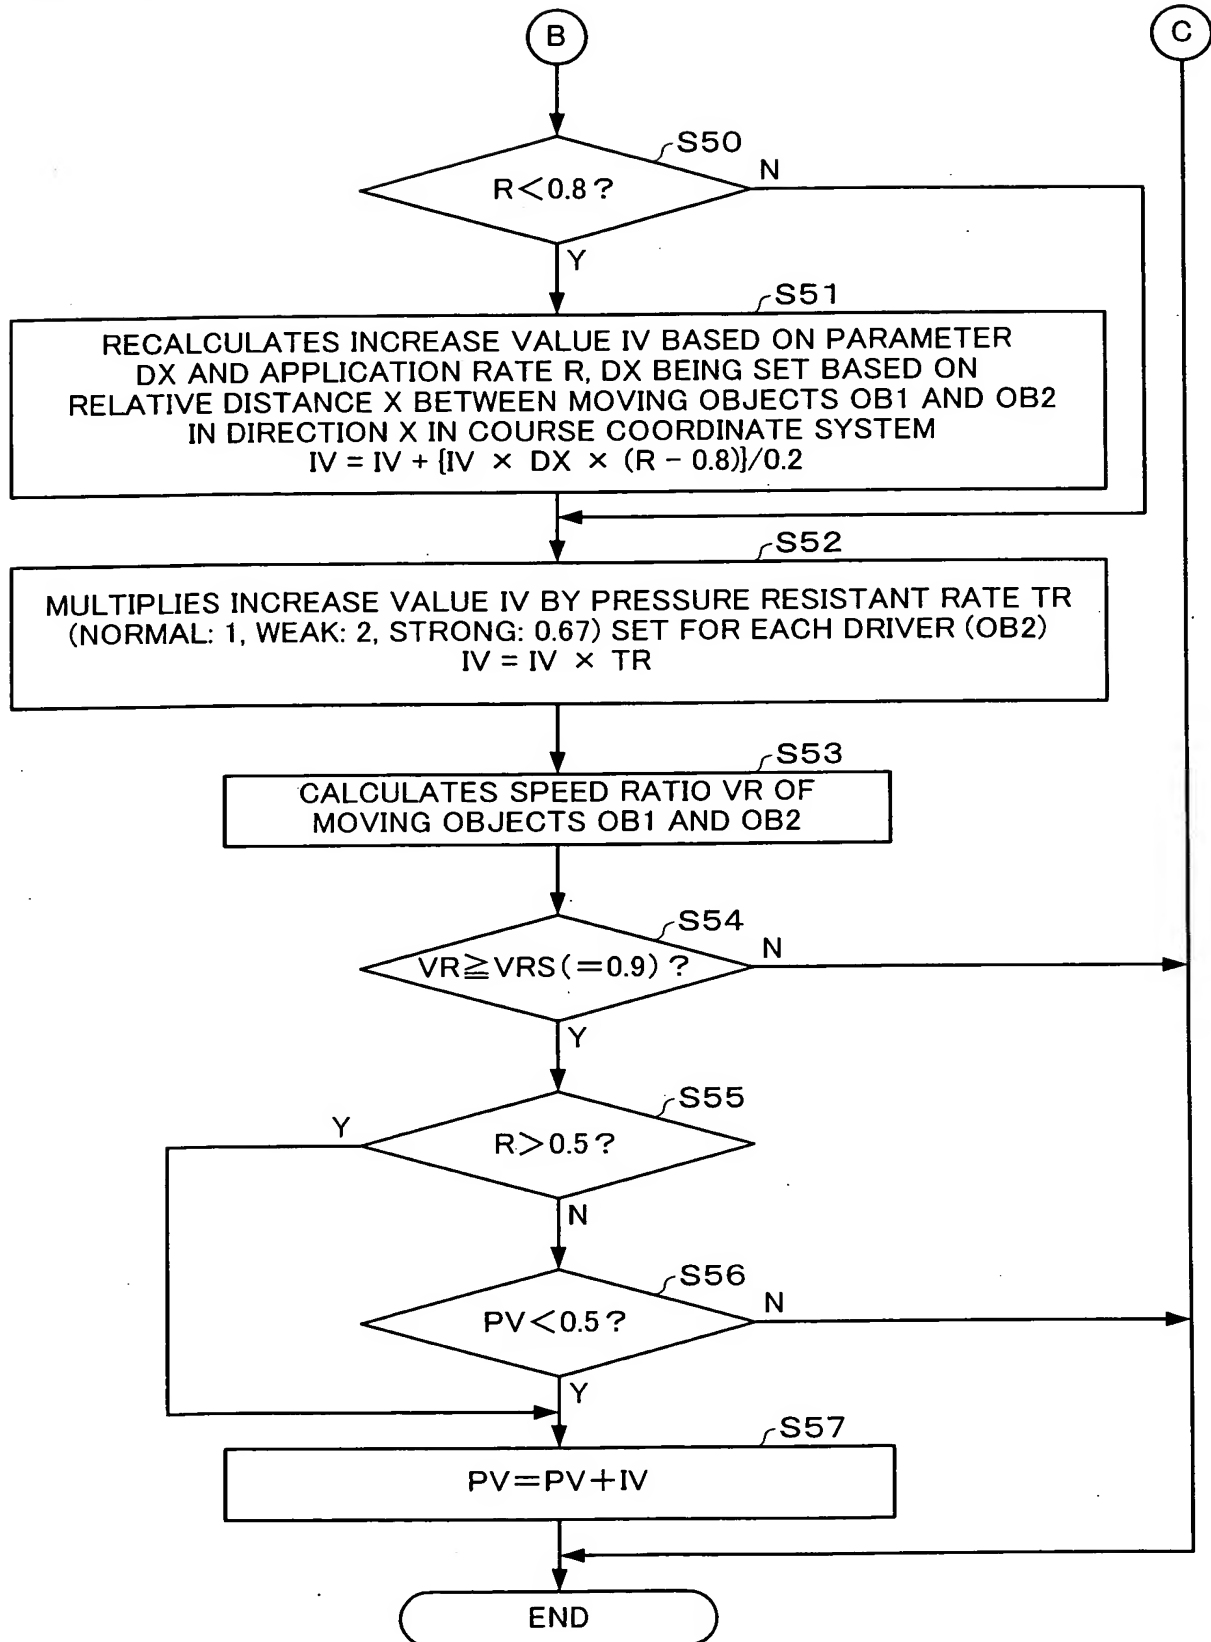 B
C
S50
R<0.8?
N
Y
S51
RECALCULATES INCREASE VALUE IV BASED ON PARAMETER
DX AND APPLICATION RATE R, DX BEING SET BASED ON
RELATIVE DISTANCE X BETWEEN MOVING OBJECTS OB1 AND OB2
IN DIRECTION X IN COURSE COORDINATE SYSTEM
IV = IV + {IV × DX × (R − 0.8)}/0.2
S52
MULTIPLIES INCREASE VALUE IV BY PRESSURE RESISTANT RATE TR
(NORMAL: 1, WEAK: 2, STRONG: 0.67) SET FOR EACH DRIVER (OB2)
IV = IV × TR
S53
CALCULATES SPEED RATIO VR OF
MOVING OBJECTS OB1 AND OB2
S54
VR≧VRS(=0.9)?
N
Y
S55
Y
R>0.5?
N
S56
PV<0.5?
N
Y
S57
PV=PV+IV
END